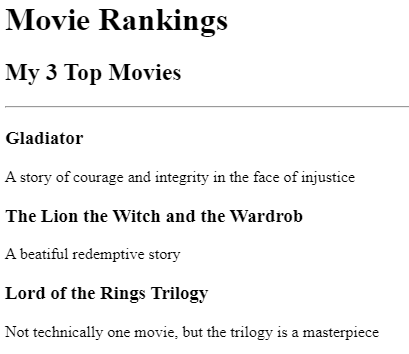 Movie Rankings
My 3 Top Movies
Gladiator
A story of courage and integrity in the face of injustice
The Lion the Witch and the Wardrob
A beatiful redemptive story
Lord of the Rings Trilogy
Not technically one movie, but the trilogy is a masterpiece